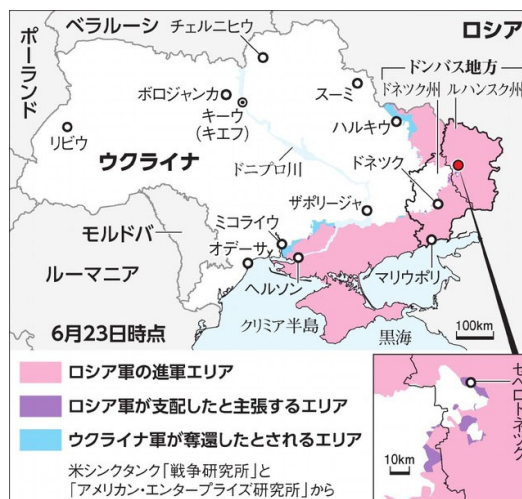 ベラルーシ
チェルニヒウ
ロシア
ポーランド
ドンバス地方
ドネツク州
ルハンスク州
ボロジャンカ
スーミ
キーウ
(キエフ)
ハルキウ
リビウ
ウクライナ
ドニプロ川
ドネツク
ザポリージャ
ミコライウ
モルドバ
オデーサ
ルーマニア
ヘルソン
マリウポリ
6月23日時点
クリミア半島
黒海
100km
ロシア軍の進軍エリア
ロシア軍が支配したと主張するエリア
ウクライナ軍が奪還したとされるエリア
セベロドネツク
10km
米シンクタンク「戦争研究所」と
「アメリカン・エンタープライズ研究所」から